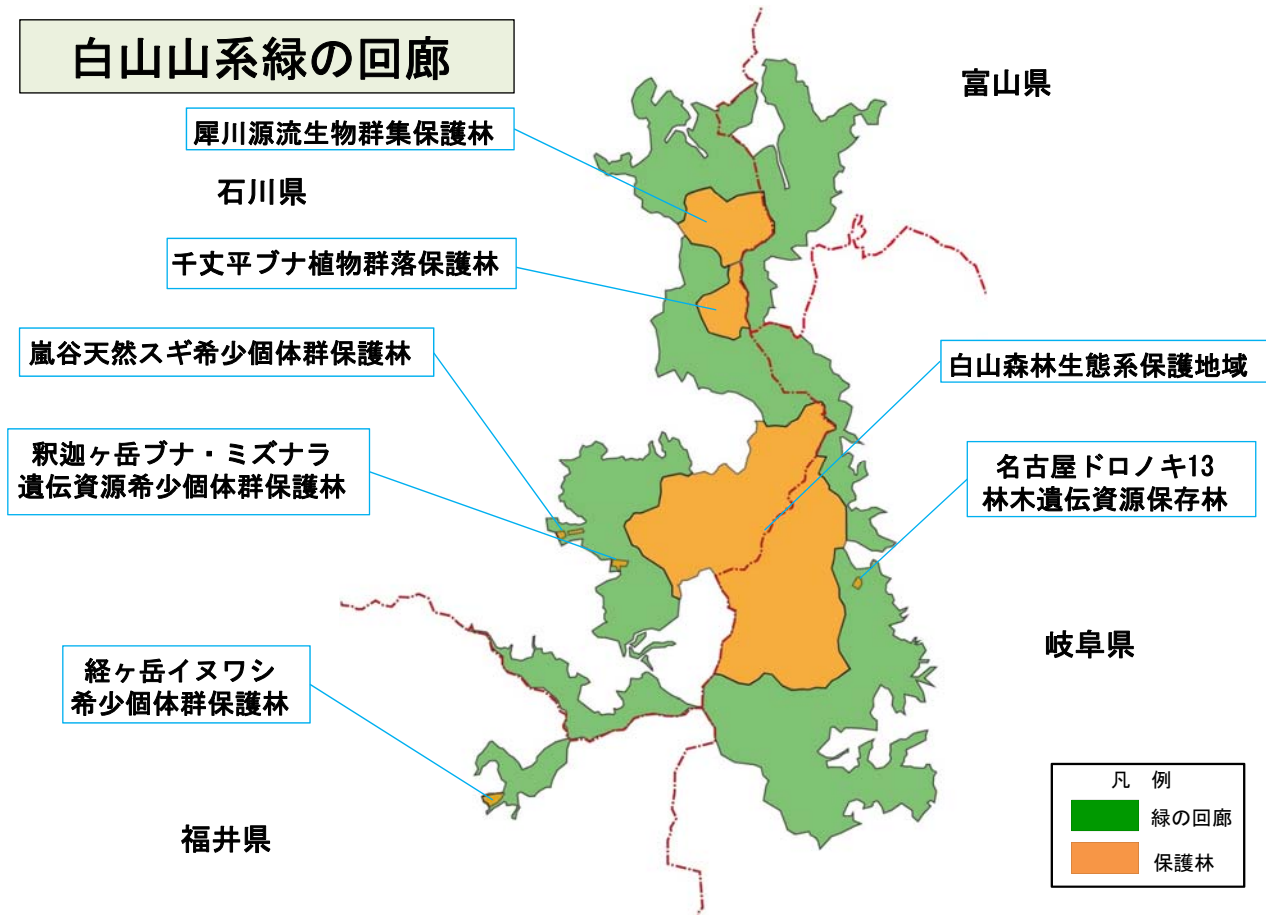 白山山系緑の回廊
富山県
犀川源流生物群集保護林
石川県
千丈平ブナ植物群落保護林
嵐谷天然スギ希少個体群保護林
白山森林生態系保護地域
釈迦ヶ岳ブナ・ミズナラ
遺伝資源希少個体群保護林
名古屋ドロノキ13
林木遺伝資源保存林
岐阜県
経ヶ岳イヌワシ
希少個体群保護林
福井県
凡 例
緑の回廊
保護林